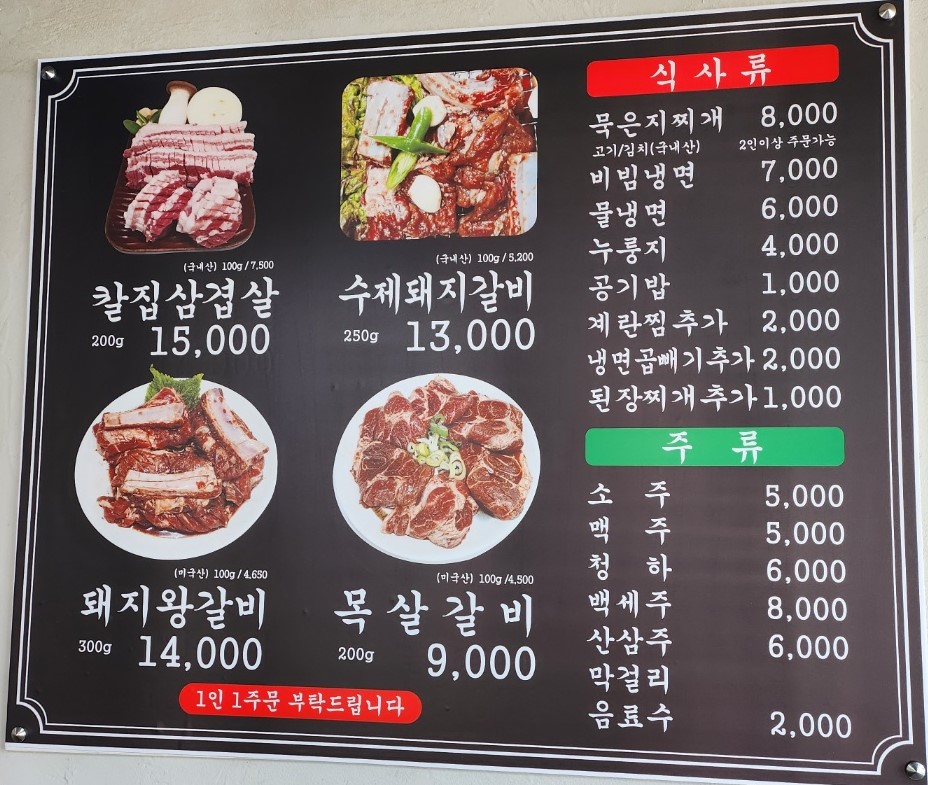 (국내산) 100g / 7,500
칼집삼겹살
200g 15,000
(국내산) 100g / 5,200
수제돼지갈비
250g 13,000
(미국산) 100g / 4,650
돼지왕갈비
300g 14,000
(미국산) 100g /4,500
목살갈비
200g 9,000
1인 1주문 부탁드립니다
식사류
묵은지찌개 8,000
고기/김치(국내산) 2인이상 주문가능
비빔냉면 7,000
물냉면 6,000
누룽지 4,000
공기밥 1,000
계란찜추가 2,000
냉면곱빼기추가 2,000
된장찌개추가 1,000
주류
소주 5,000
맥주 5,000
청하 6,000
백세주 8,000
산삼주 6,000
막걸리
음료수 2,000